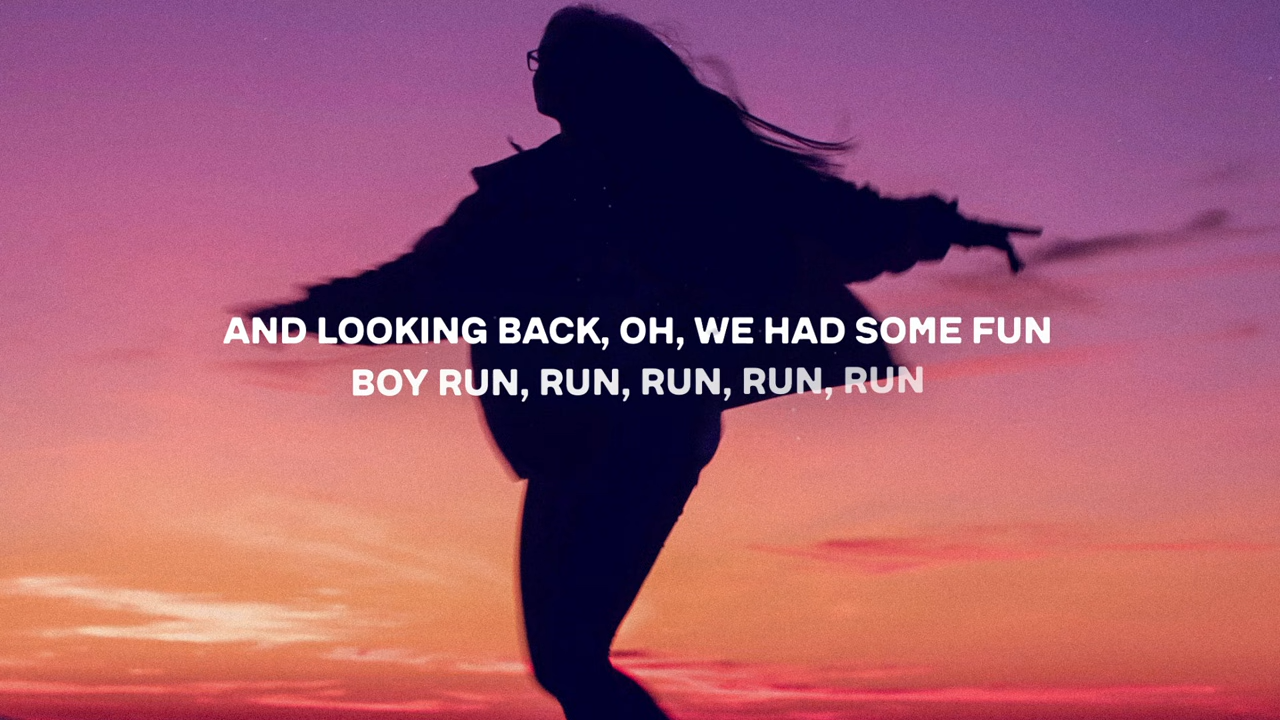 AND LOOKING BACK, OH, WE HAD SOME FUN
BOY RUN, RUN, RUN, RUN, RUN